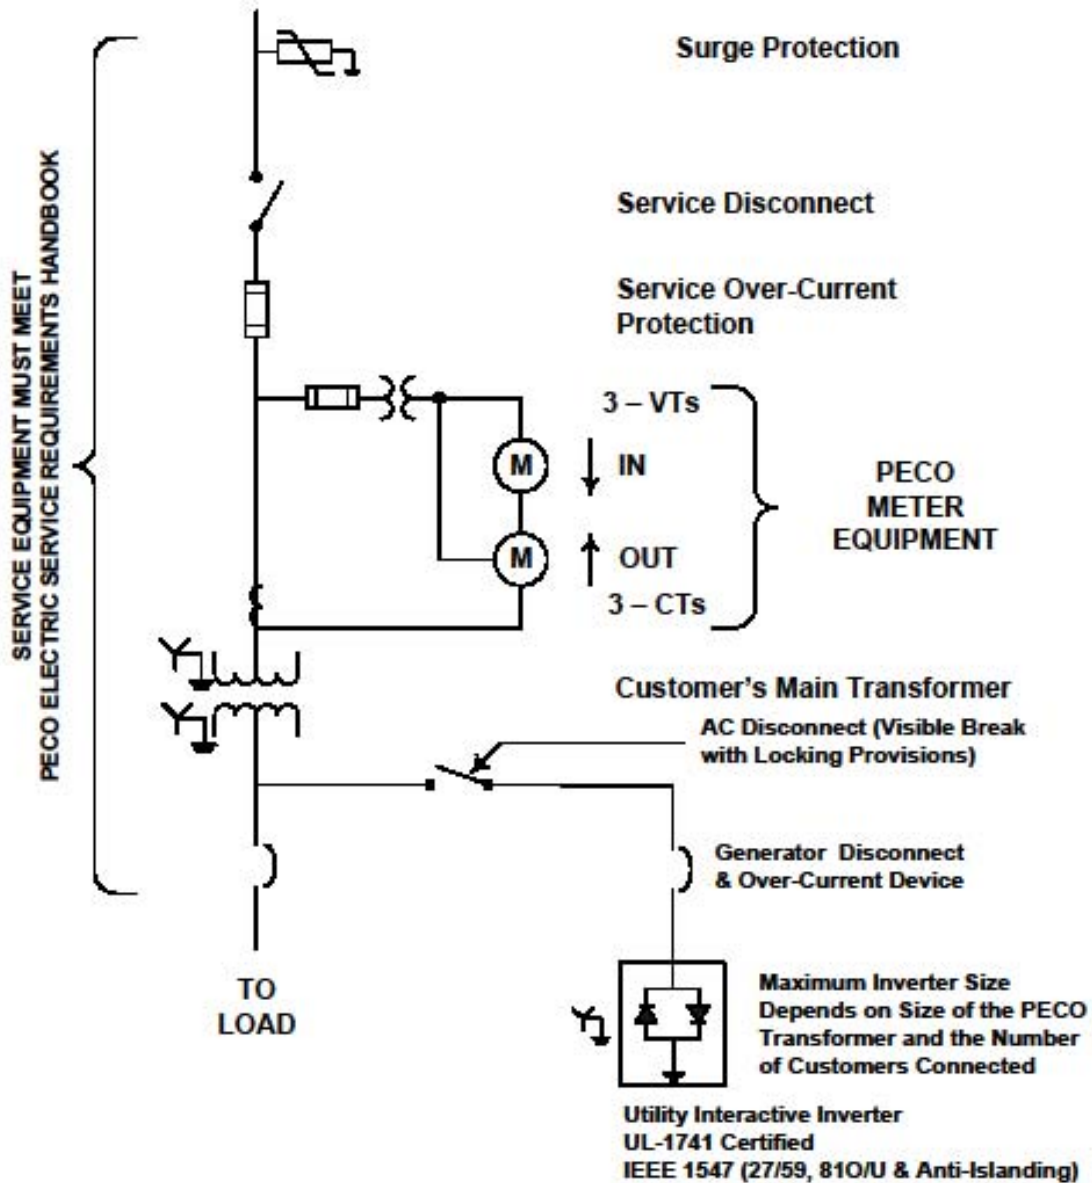 SERVICE EQUIPMENT MUST MEET
PECO ELECTRIC SERVICE REQUIREMENTS HANDBOOK
Surge Protection
Service Disconnect
Service Over-Current
Protection
3 – VTs
M
IN
M
OUT
3 – CTs
PECO
METER
EQUIPMENT
Customer's Main Transformer
AC Disconnect (Visible Break
with Locking Provisions)
Generator Disconnect
& Over-Current Device
TO
LOAD
Maximum Inverter Size
Depends on Size of the PECO
Transformer and the Number
of Customers Connected
Utility Interactive Inverter
UL-1741 Certified
IEEE 1547 (27/59, 81O/U & Anti-Islanding)